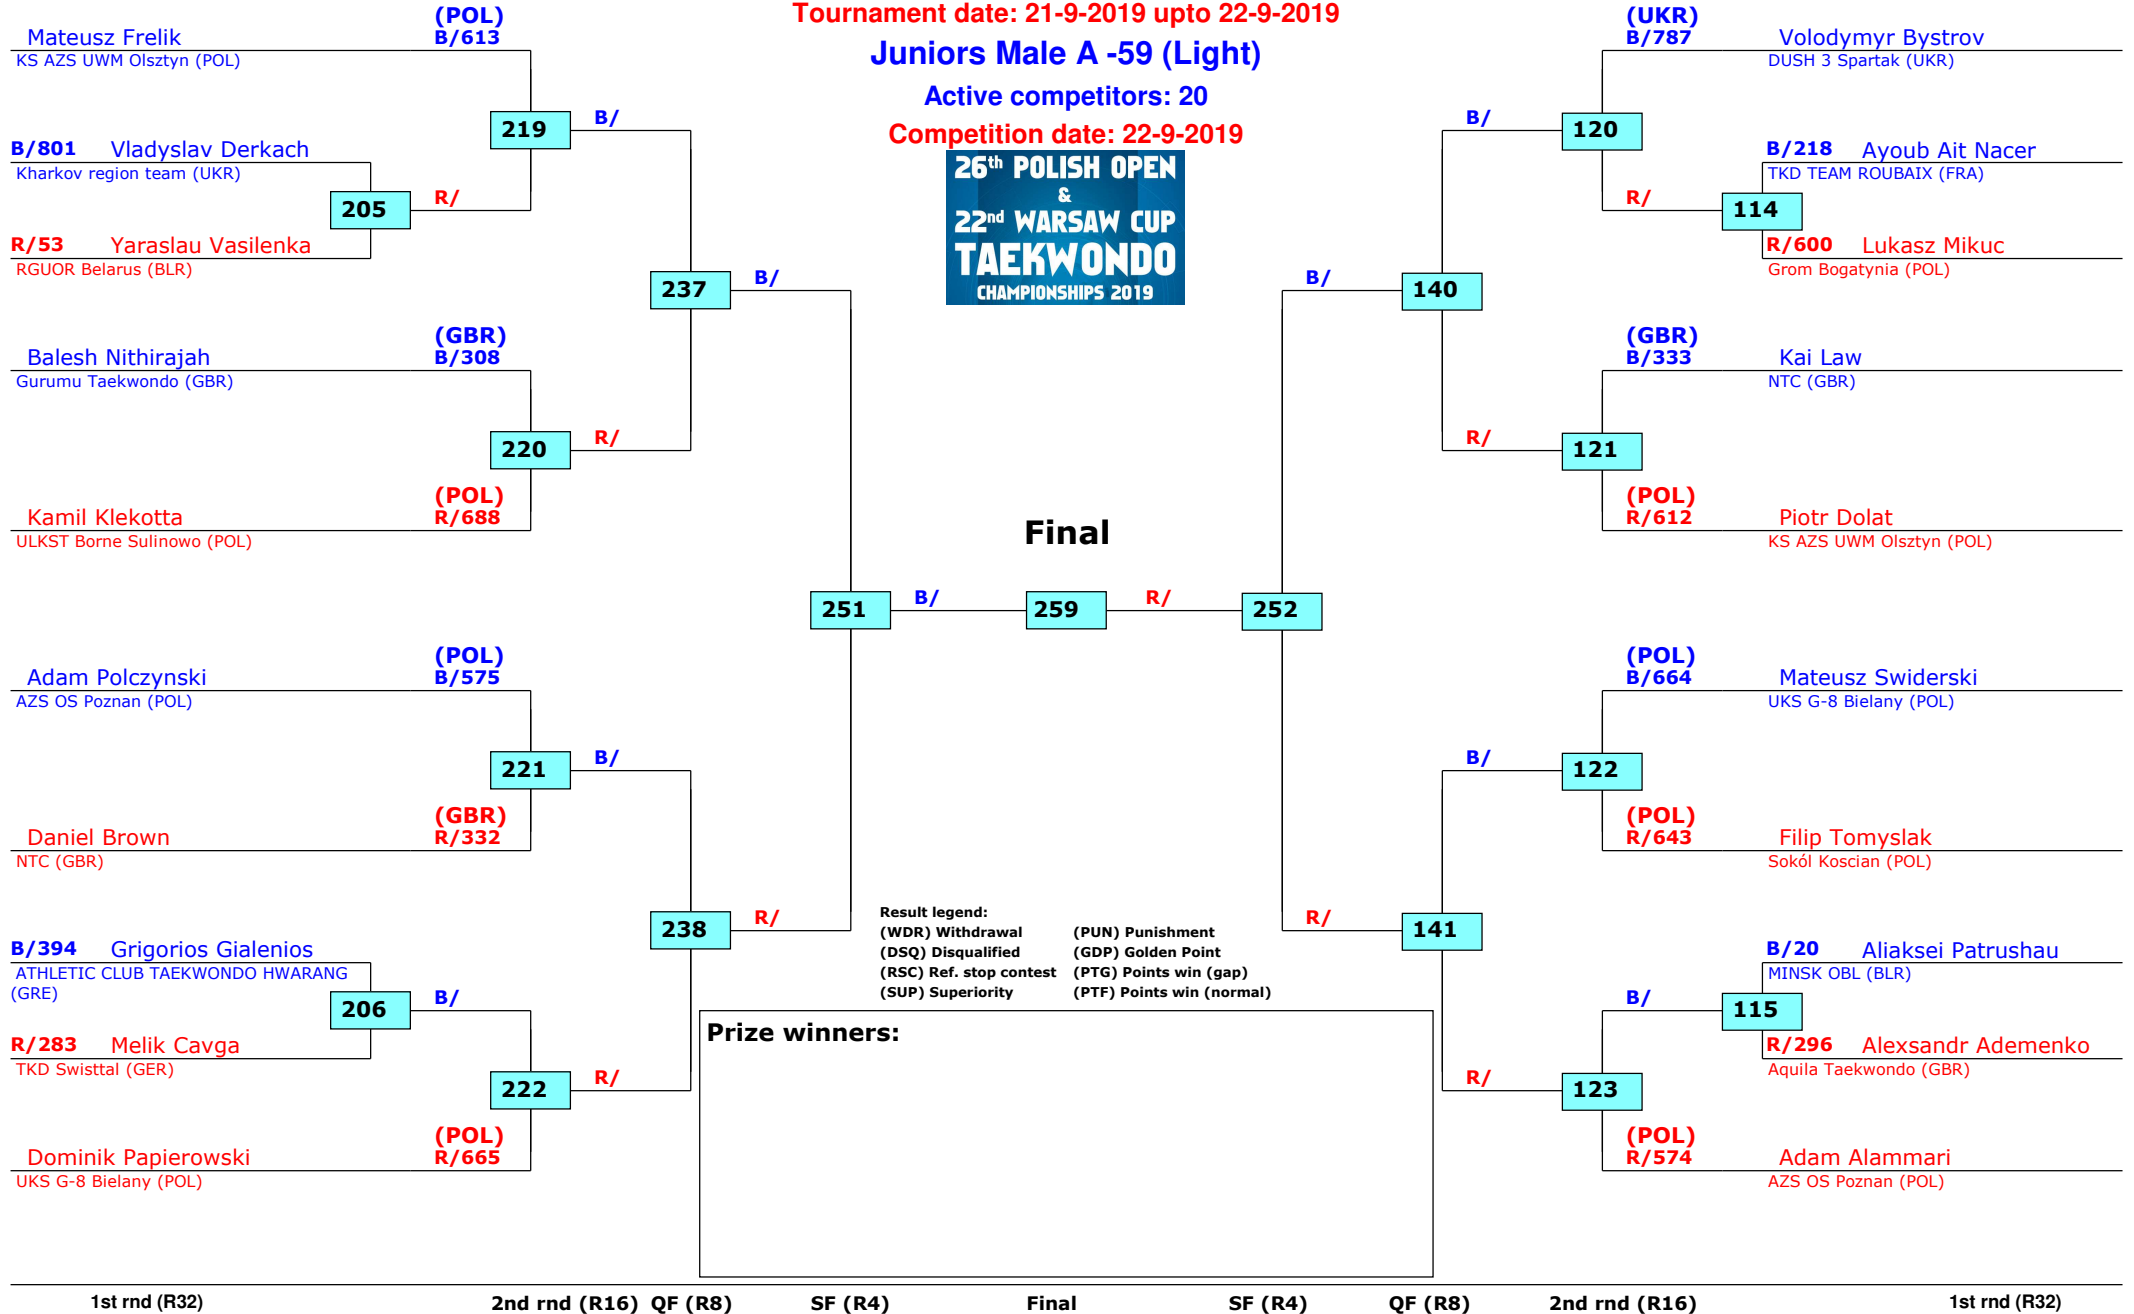 Tournament date: 21-9-2019 upto 22-9-2019
Juniors Male A -59 (Light)
Active competitors: 20
Competition date: 22-9-2019
26th POLISH OPEN
&
22nd WARSAW CUP
TAEKWONDO
CHAMPIONSHIPS 2019
(POL)
Mateusz Frelik B/613
KS AZS UWM Olsztyn (POL)
219 B/
B/801 Vladyslav Derkach
Kharkov region team (UKR)
205 R/
R/53 Yaraslau Vasilenka
RGUOR Belarus (BLR)
237 B/
(GBR)
Balesh Nithirajah B/308
Gurumu Taekwondo (GBR)
220 R/
(POL)
Kamil Klekotta R/688
ULKST Borne Sulinowo (POL)
Final
251 B/ 259 R/ 252
(POL)
Adam Polczynski B/575
AZS OS Poznan (POL)
221 B/
(GBR)
Daniel Brown R/332
NTC (GBR)
238 R/
B/394 Grigorios Gialenios
ATHLETIC CLUB TAEKWONDO HWARANG
(GRE)
206 B/
R/283 Melik Cavga
TKD Swisttal (GER)
222 R/
(POL)
Dominik Papierowski R/665
UKS G-8 Bielany (POL)
(UKR)
B/787 Volodymyr Bystrov
DUSH 3 Spartak (UKR)
B/ 120
B/218 Ayoub Ait Nacer
TKD TEAM ROUBAIX (FRA)
R/ 114
R/600 Lukasz Mikuc
Grom Bogatynia (POL)
B/ 140
(GBR)
B/333 Kai Law
NTC (GBR)
R/ 121
(POL)
R/612 Piotr Dolat
KS AZS UWM Olsztyn (POL)
(POL)
B/664 Mateusz Swiderski
UKS G-8 Bielany (POL)
B/ 122
(POL)
R/643 Filip Tomyslak
Sokól Koscian (POL)
R/ 141
B/20 Aliaksei Patrushau
MINSK OBL (BLR)
B/ 115
R/296 Alexsandr Ademenko
Aquila Taekwondo (GBR)
R/ 123
(POL)
R/574 Adam Alammari
AZS OS Poznan (POL)
Result legend:
(WDR) Withdrawal (PUN) Punishment
(DSQ) Disqualified (GDP) Golden Point
(RSC) Ref. stop contest (PTG) Points win (gap)
(SUP) Superiority (PTF) Points win (normal)
Prize winners:
1st rnd (R32) 2nd rnd (R16) QF (R8) SF (R4) Final SF (R4) QF (R8) 2nd rnd (R16) 1st rnd (R32)